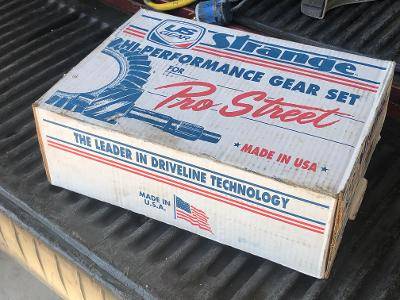 US
GEAR
Strange
HI-PERFORMANCE GEAR SET
FOR
Pro Street
★ MADE IN USA ★
THE LEADER IN DRIVELINE TECHNOLOGY
MADE IN
U.S.A.